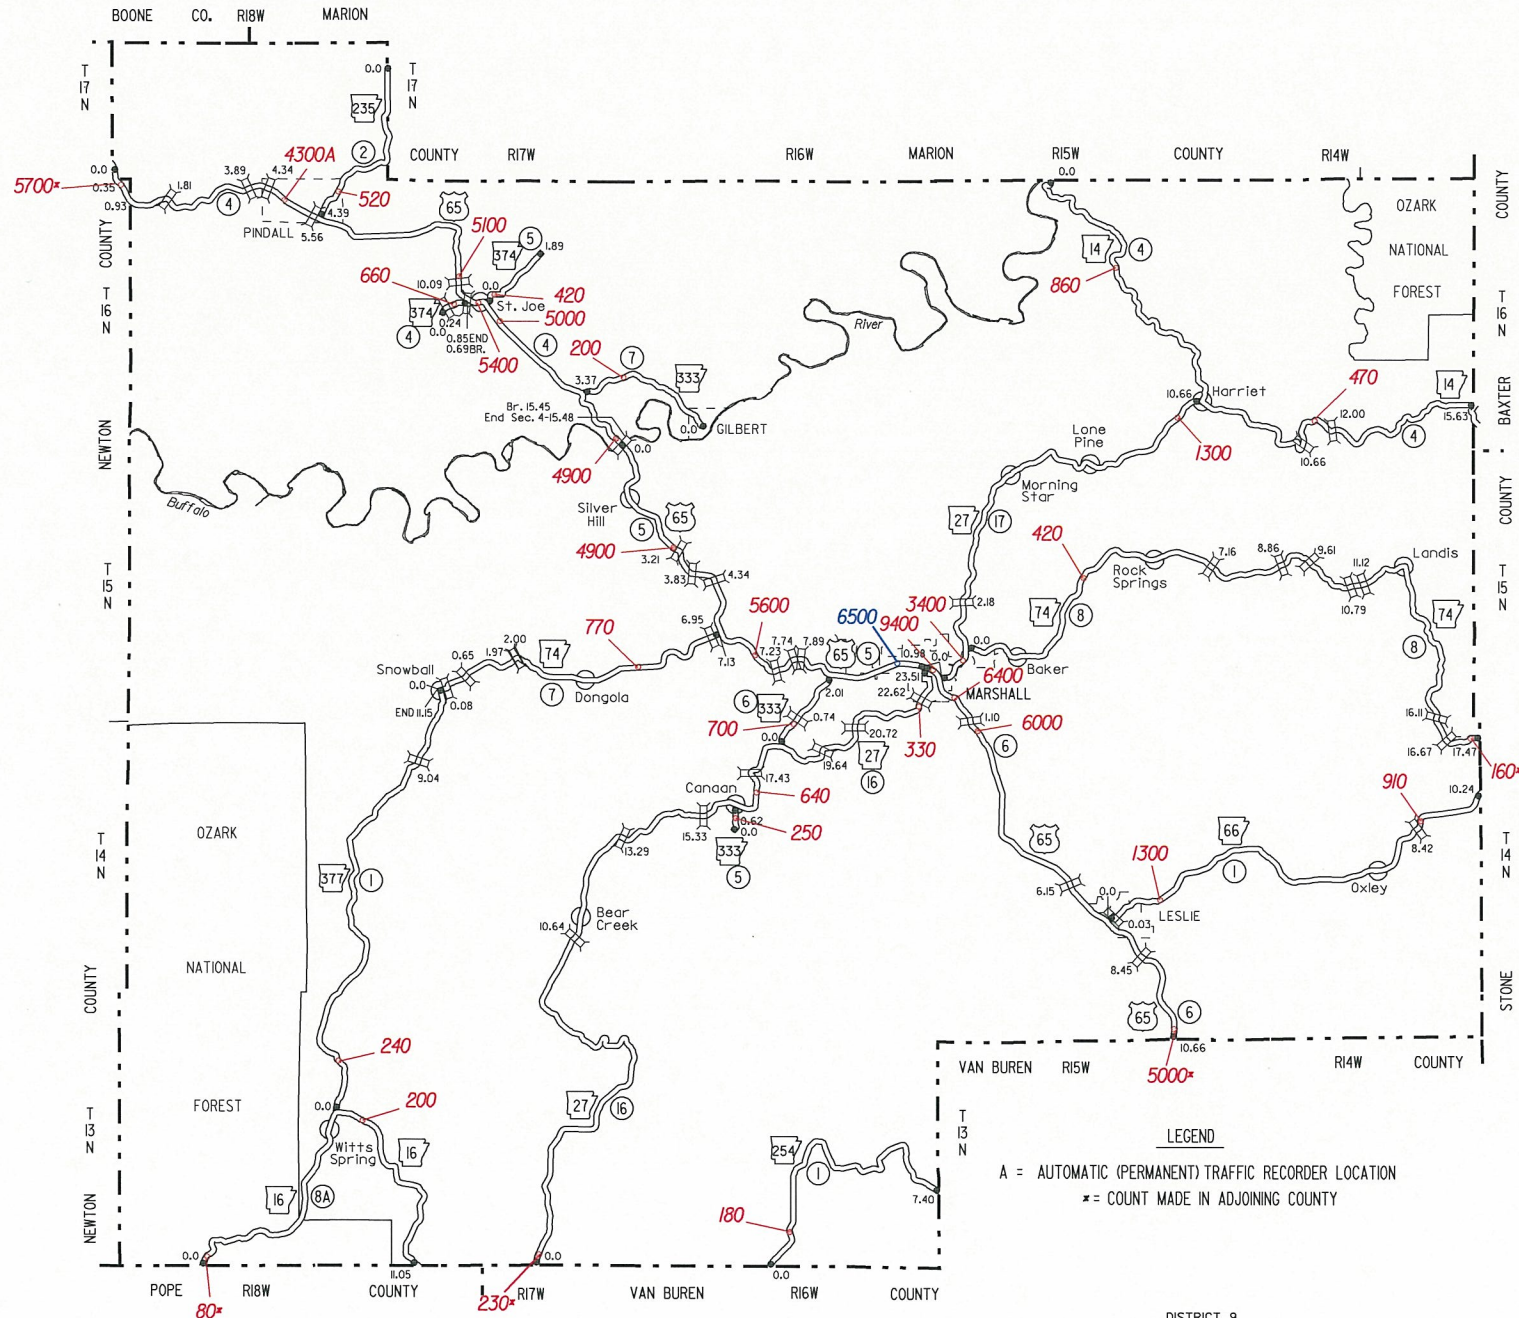 BOONE CO. R18W MARION
T
17
N
0.0
T
17
N
235
2
COUNTY R17W R16W MARION R15W COUNTY R14W
0.0
4300A
3.89 4.34
0.0
5700*
0.35
0.93
1.81
4
520
4.39
PINDALL 5.56
65
5100
374
5
1.89
660
10.09
0.0
420
St. Joe
5000
374
0.24
0.0
4
0.85END
0.69BR.
5400
4
200
7
333
3.37
Br. 15.45
End Sec. 4-15.48
0.0
GILBERT
0.0
4900
River
Buffalo
COUNTY
T
16
N
NEWTON
14
4
860
OZARK
NATIONAL
FOREST
COUNTY
T
16
N
BAXTER
470
14
15.63
10.66
Harriet
12.00
4
10.66
1300
Lone
Pine
Morning
Star
27
17
Silver
Hill
5
65
4900
3.21
3.83
4.34
T
15
N
420
Rock
Springs
7.16
8.86
9.61
11.12
10.79
Landis
COUNTY
T
15
N
74
8
74
8
2.18
3400
6500
9400
5600
6.95
7.13
7.23
7.74
7.89
65
5
10.98
0.0
0.0
Baker
23.51
6400
MARSHALL
22.62
770
2.00
1.97
74
0.65
Snowball
0.0
7
Dongola
0.08
END 11.15
9.04
6
333
2.01
0.74
700
0.0
20.72
19.64
27
16
330
1.10
6000
6
16.11
16.67
17.47
160*
10.24
17.43
Canaan
640
0.62
0.0
250
15.33
13.29
333
5
910
8.42
66
1
Oxley
1300
65
6.15
0.0
LESLIE
0.03
8.45
65
6
10.66
5000*
T
14
N
OZARK
NATIONAL
FOREST
377
1
Bear
Creek
10.64
T
14
N
STONE
COUNTY
240
0.0
200
Witts
Spring
16
27
16
16
8A
T
13
N
NEWTON
254
1
7.40
180
VAN BUREN R15W R14W COUNTY
T
13
N
LEGEND
A = AUTOMATIC (PERMANENT) TRAFFIC RECORDER LOCATION
* = COUNT MADE IN ADJOINING COUNTY
0.0
11.05
0.0
0.0
POPE R18W COUNTY R17W VAN BUREN R16W COUNTY
80*
230*
DISTRICT 9